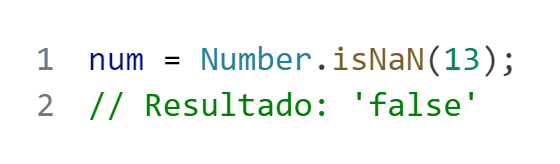 1 num = Number.isNaN(13);
2 // Resultado: 'false'